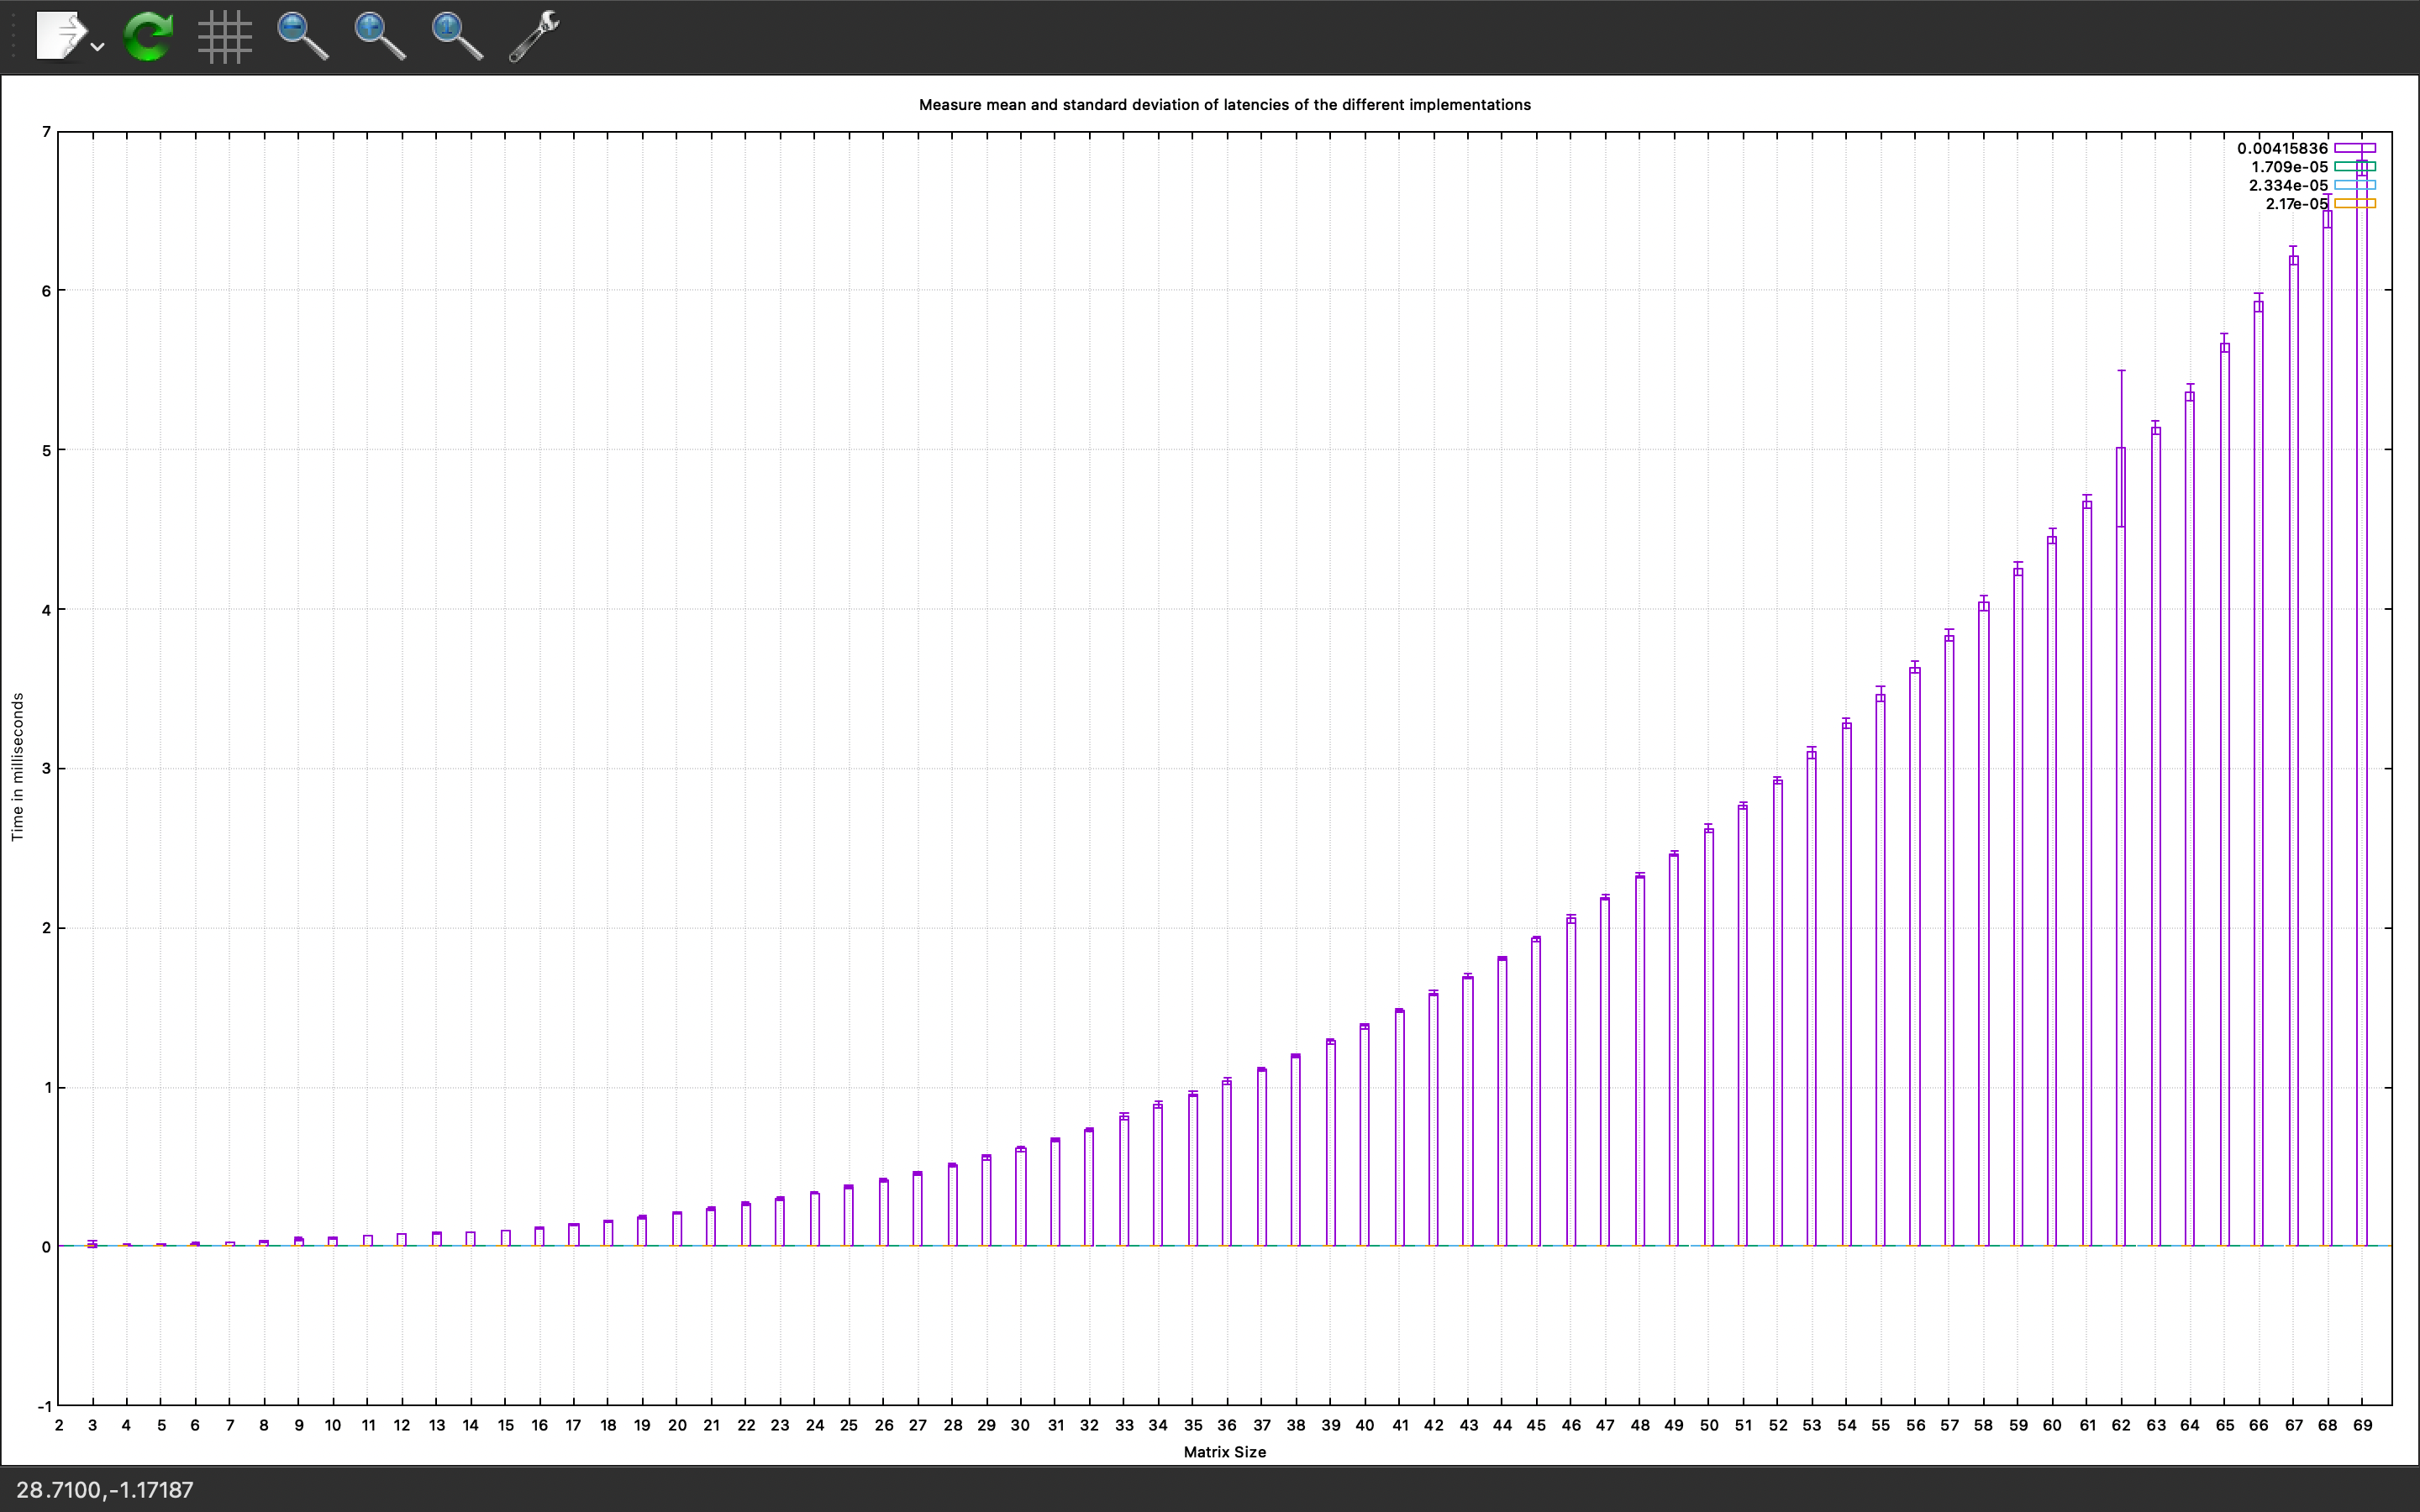 Measure mean and standard deviation of latencies of the different implementations
7
6
5
4
3
2
1
0
-1
Time in milliseconds
0.00415836
1.709e-05
2.334e-05
2.17e-05
2 3 4 5 6 7 8 9 10 11 12 13 14 15 16 17 18 19 20 21 22 23 24 25 26 27 28 29 30 31 32 33 34 35 36 37 38 39 40 41 42 43 44 45 46 47 48 49 50 51 52 53 54 55 56 57 58 59 60 61 62 63 64 65 66 67 68 69
Matrix Size
28.7100,-1.17187